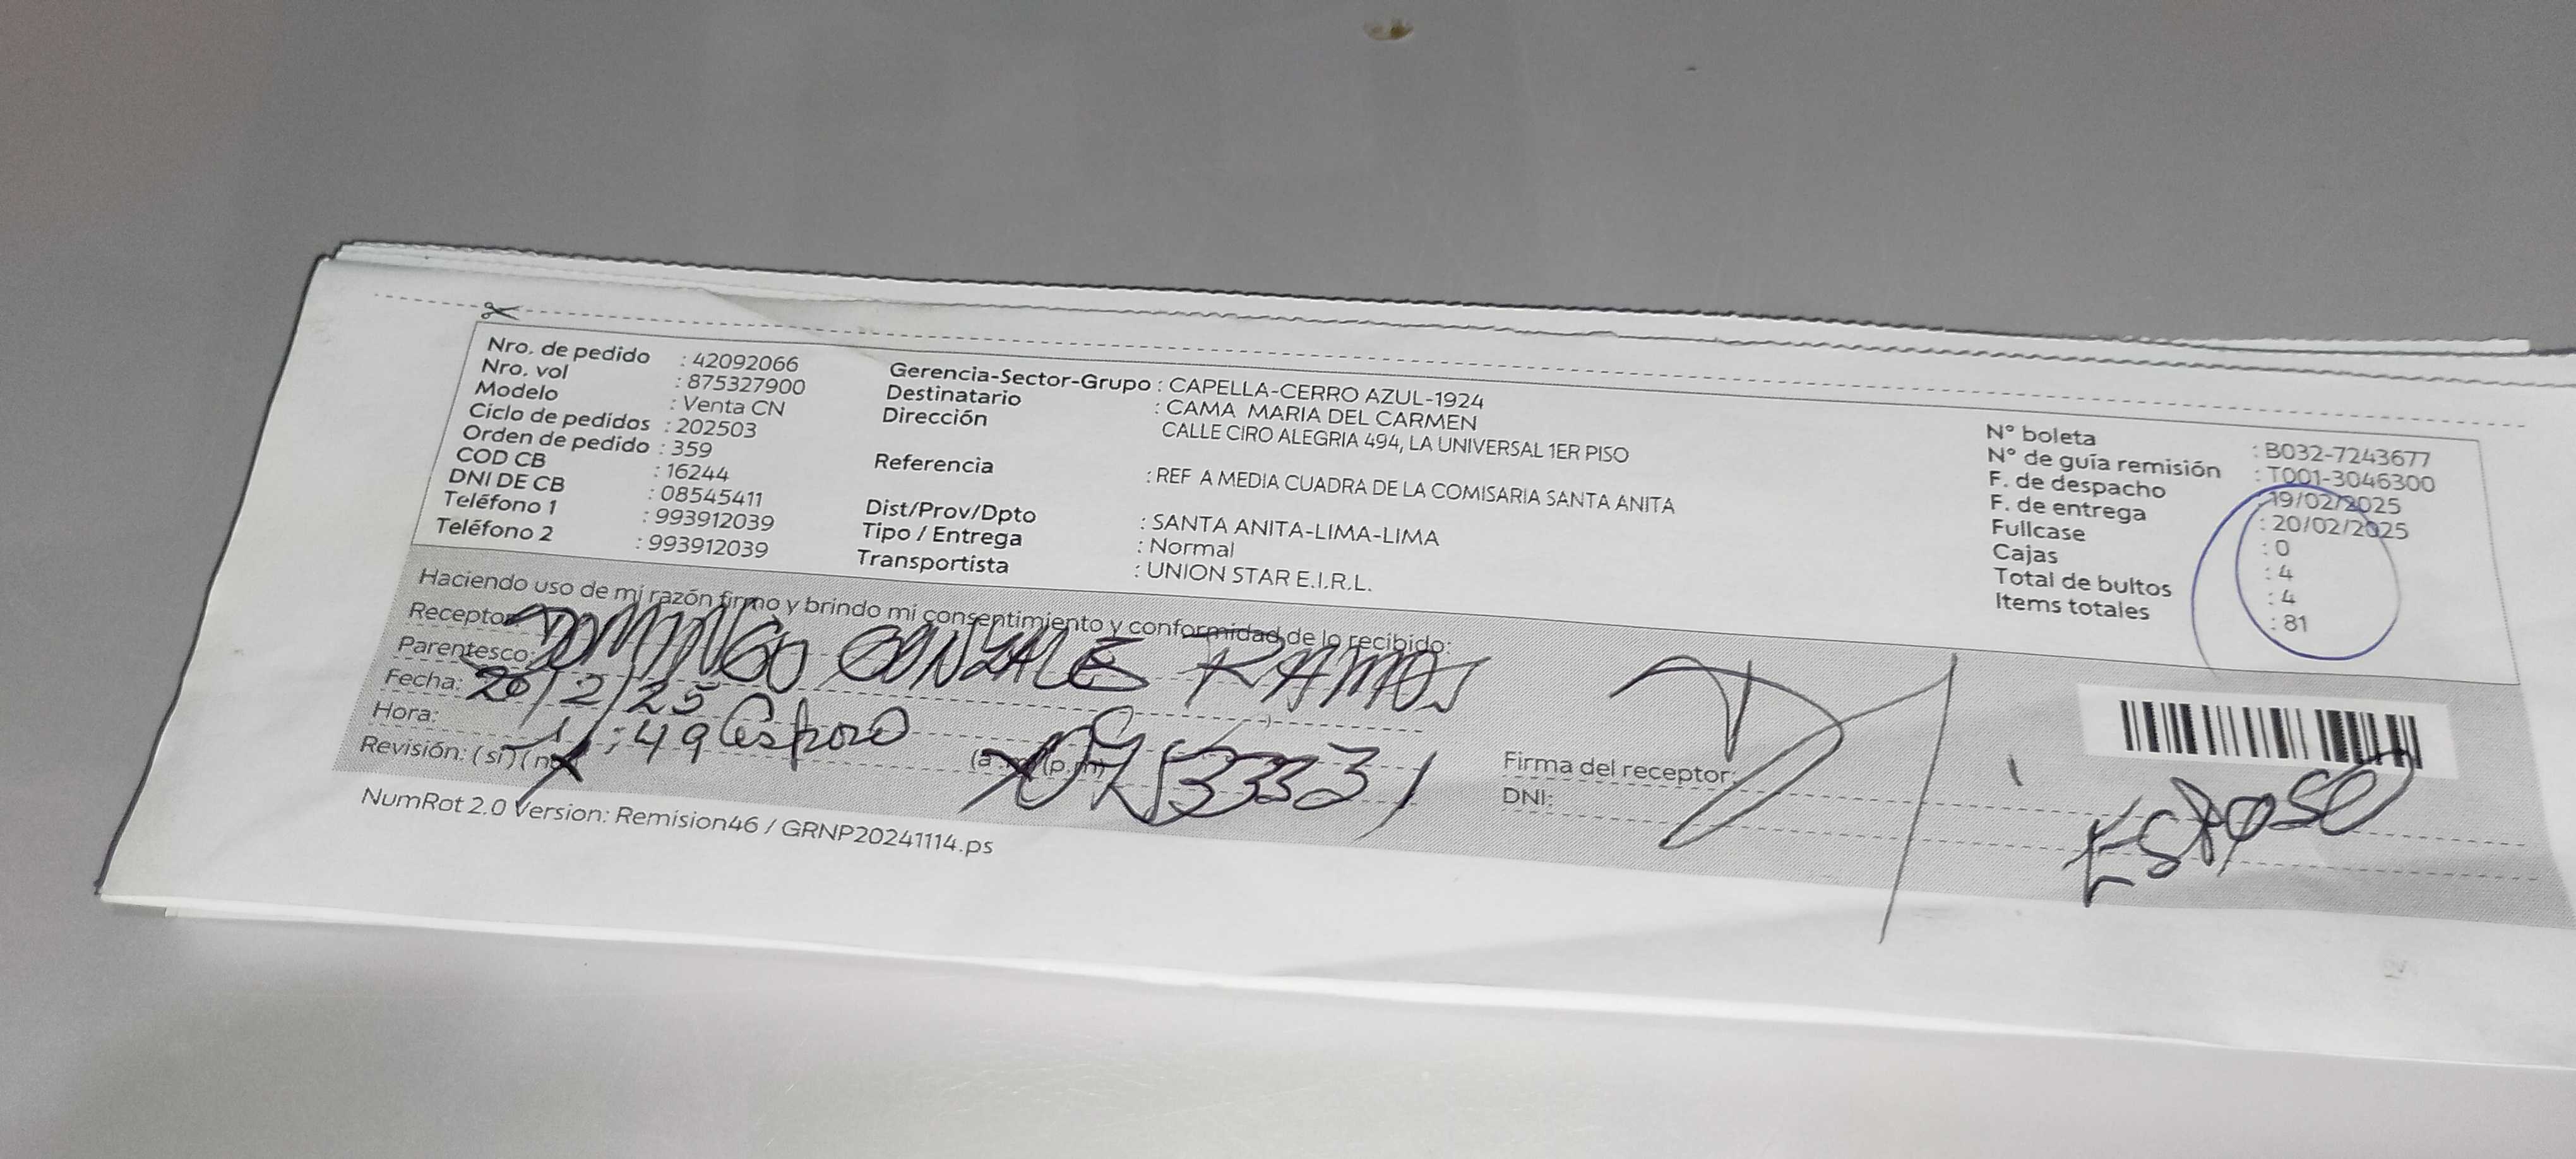 Nro. de pedido : 42092066
Nro. vol : 875327900
Modelo : Venta CN
Ciclo de pedidos : 202503
Orden de pedido : 359
COD CB : 16244
DNI DE CB : 08545411
Teléfono 1 : 993912039
Teléfono 2 : 993912039
Gerencia-Sector-Grupo : CAPELLA-CERRO AZUL-1924
Destinatario : CAMA MARIA DEL CARMEN
Dirección CALLE CIRO ALEGRIA 494, LA UNIVERSAL 1ER PISO
Referencia : REF A MEDIA CUADRA DE LA COMISARIA SANTA ANITA
Dist/Prov/Dpto : SANTA ANITA-LIMA-LIMA
Tipo / Entrega : Normal
Transportista : UNION STAR E.I.R.L.
N° boleta : B032-7243677
N° de guía remisión : T001-3046300
F. de despacho : 19/02/2025
F. de entrega : 20/02/2025
Fullcase : 0
Cajas : 4
Total de bultos : 4
Items totales : 81
Haciendo uso de mi razón firmo y brindo mi consentimiento y conformidad de lo recibido:
Receptor: DOMINGO GONZALE RAMOS
Parentesco:
Fecha: 20/2/25
Hora: :49 Esposo (p.m)
Revisión: (si) (no)
Firma del receptor:
DNI:
ESPOSO
NumRot 2.0 Version: Remision46 / GRNP20241114.ps